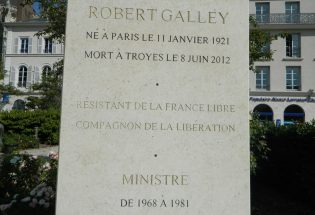 ROBERT GALLEY
NÉ À PARIS LE 11 JANVIER 1921
MORT À TROYES LE 8 JUIN 2012
RÉSISTANT DE LA FRANCE LIBRE
COMPAGNON DE LA LIBÉRATION
MINISTRE
DE 1968 À 1981